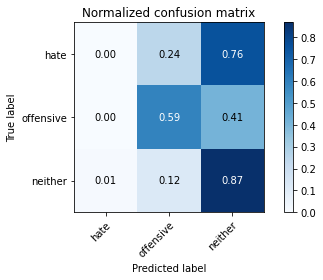 Normalized confusion matrix
True label
hate
offensive
neither
0.00 0.24 0.76
0.00 0.59 0.41
0.01 0.12 0.87
hate
offensive
neither
Predicted label
0.8
0.7
0.6
0.5
0.4
0.3
0.2
0.1
0.0